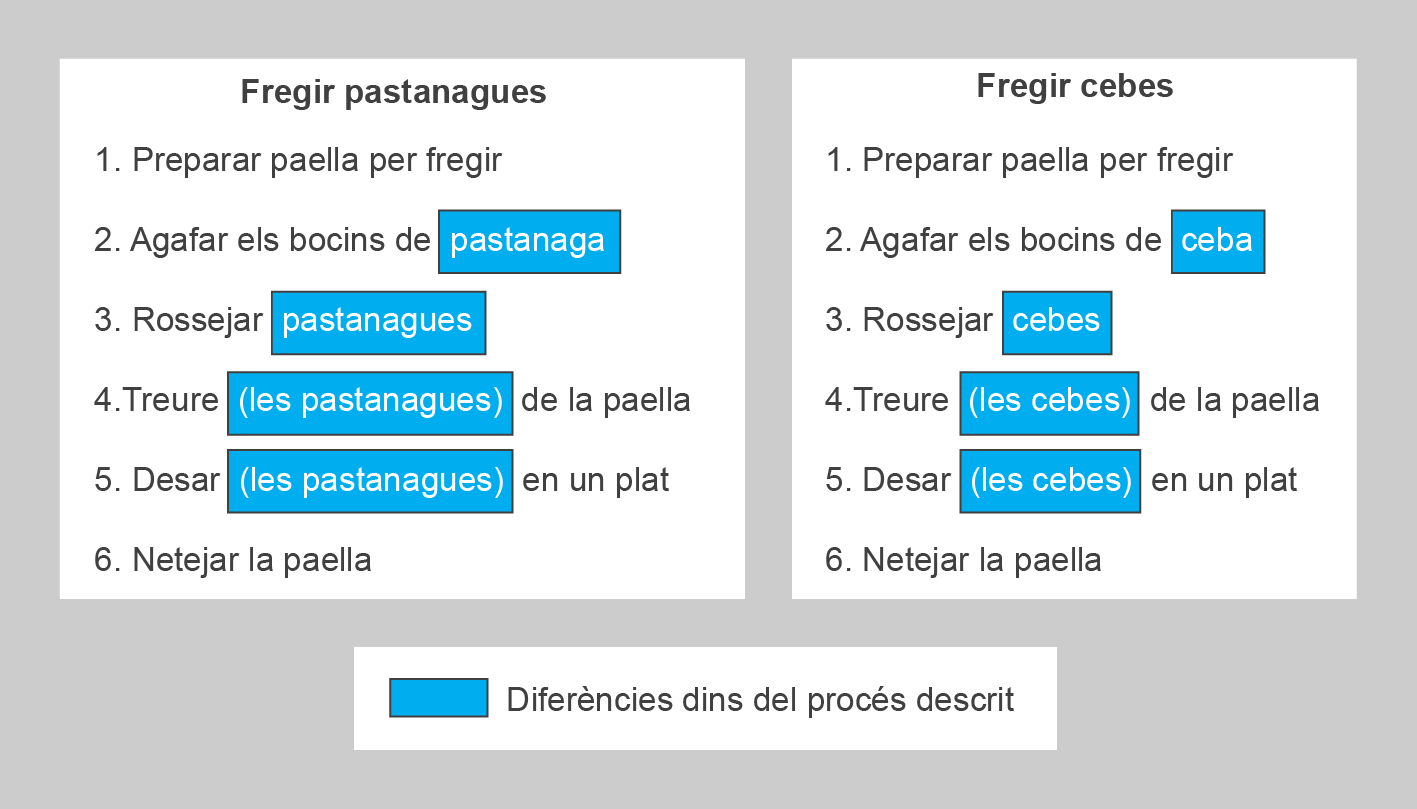 Fregir pastanagues
1. Preparar paella per fregir
2. Agafar els bocins de pastanaga
3. Rossejar pastanagues
4.Treure (les pastanagues) de la paella
5. Desar (les pastanagues) en un plat
6. Netejar la paella
Fregir cebes
1. Preparar paella per fregir
2. Agafar els bocins de ceba
3. Rossejar cebes
4.Treure (les cebes) de la paella
5. Desar (les cebes) en un plat
6. Netejar la paella
Diferències dins del procés descrit